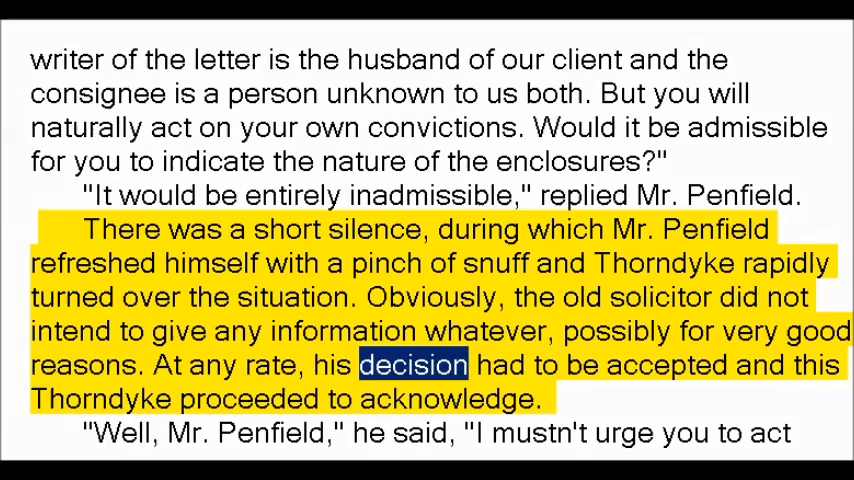 writer of the letter is the husband of our client and the
consignee is a person unknown to us both. But you will
naturally act on your own convictions. Would it be admissible
for you to indicate the nature of the enclosures?"
"It would be entirely inadmissible," replied Mr. Penfield.
There was a short silence, during which Mr. Penfield
refreshed himself with a pinch of snuff and Thorndyke rapidly
turned over the situation. Obviously, the old solicitor did not
intend to give any information whatever, possibly for very good
reasons. At any rate, his decision had to be accepted and this
Thorndyke proceeded to acknowledge.
"Well, Mr. Penfield," he said, "I mustn't urge you to act